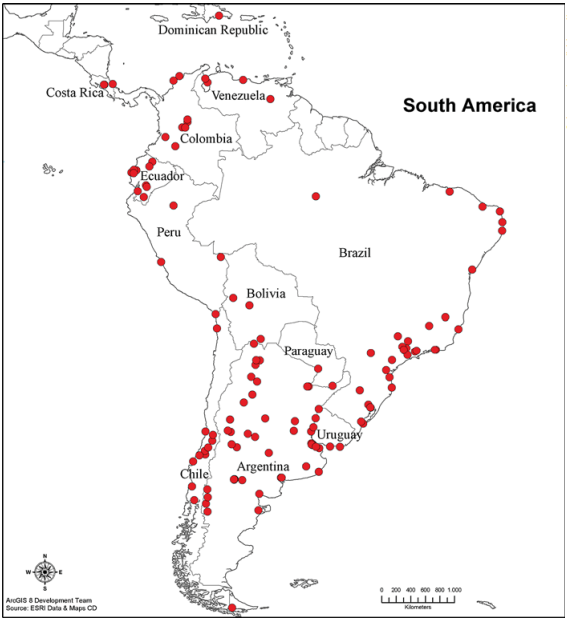 Dominican Republic
Costa Rica
Venezuela
South America
Colombia
Ecuador
Peru
Brazil
Bolivia
Paraguay
Uruguay
Argentina
Chile
N
W
E
S
ArcGIS 8 Development Team
Source: ESRI Data & Maps CD
0 200 400 600 800 1.000
Kilometers